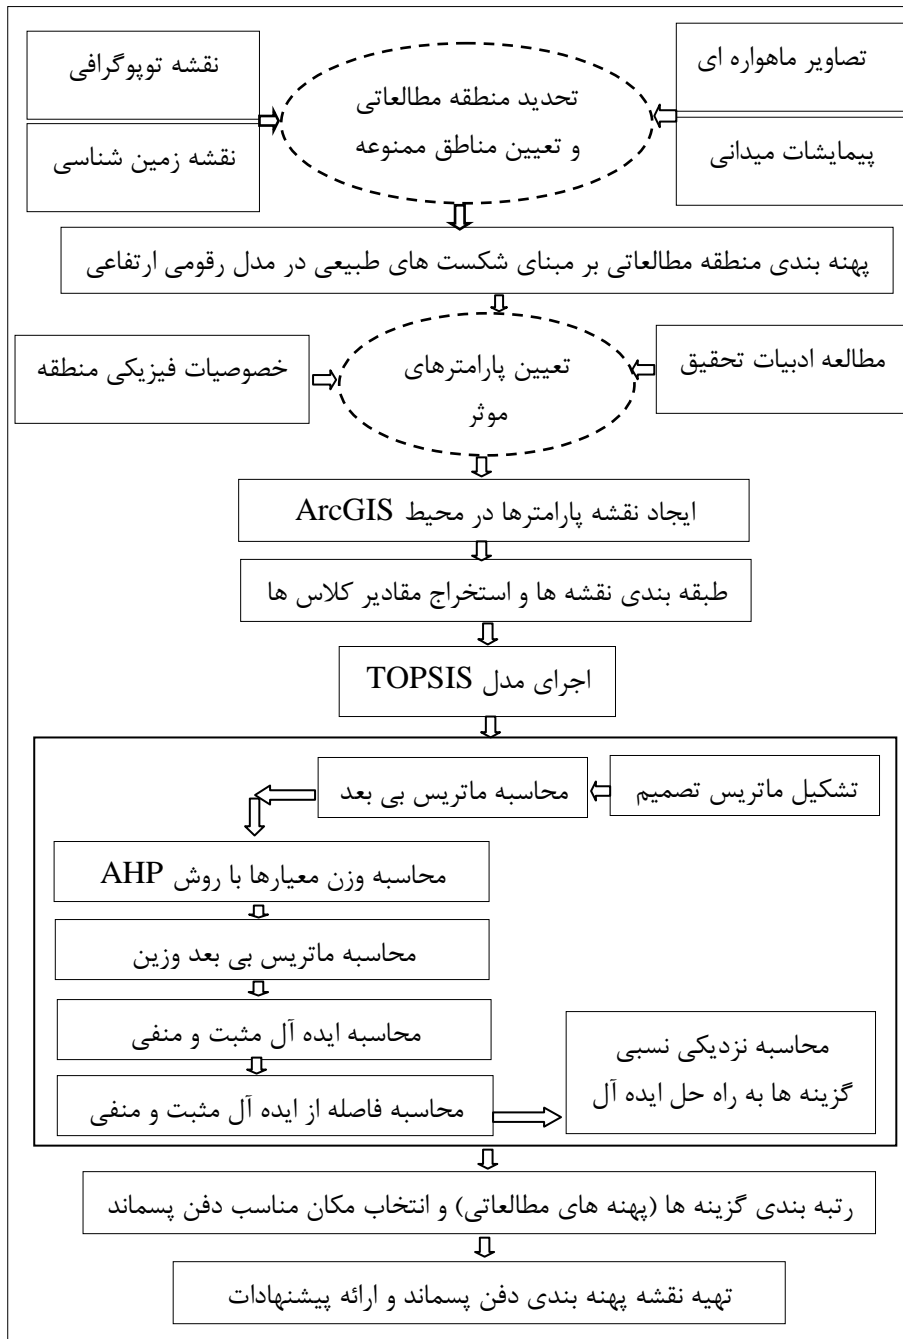 تصاویر ماهواره ای
نقشه توپوگرافی
تحدید منطقه مطالعاتی
و تعیین مناطق ممنوعه
پیمایشات میدانی
نقشه زمین شناسی
پهنه بندی منطقه مطالعاتی بر مبنای شکست های طبیعی در مدل رقومی ارتفاعی
مطالعه ادبیات تحقیق
تعیین پارامترهای
موثر
خصوصیات فیزیکی منطقه
ایجاد نقشه پارامترها در محیط ArcGIS
طبقه بندی نقشه ها و استخراج مقادیر کلاس ها
اجرای مدل TOPSIS
تشکیل ماتریس تصمیم
محاسبه ماتریس بی بعد
محاسبه وزن معیارها با روش AHP
محاسبه ماتریس بی بعد وزین
محاسبه ایده آل مثبت و منفی
محاسبه فاصله از ایده آل مثبت و منفی
محاسبه نزدیکی نسبی
گزینه ها به راه حل ایده آل
رتبه بندی گزینه ها (پهنه های مطالعاتی) و انتخاب مکان مناسب دفن پسماند
تهیه نقشه پهنه بندی دفن پسماند و ارائه پیشنهادات